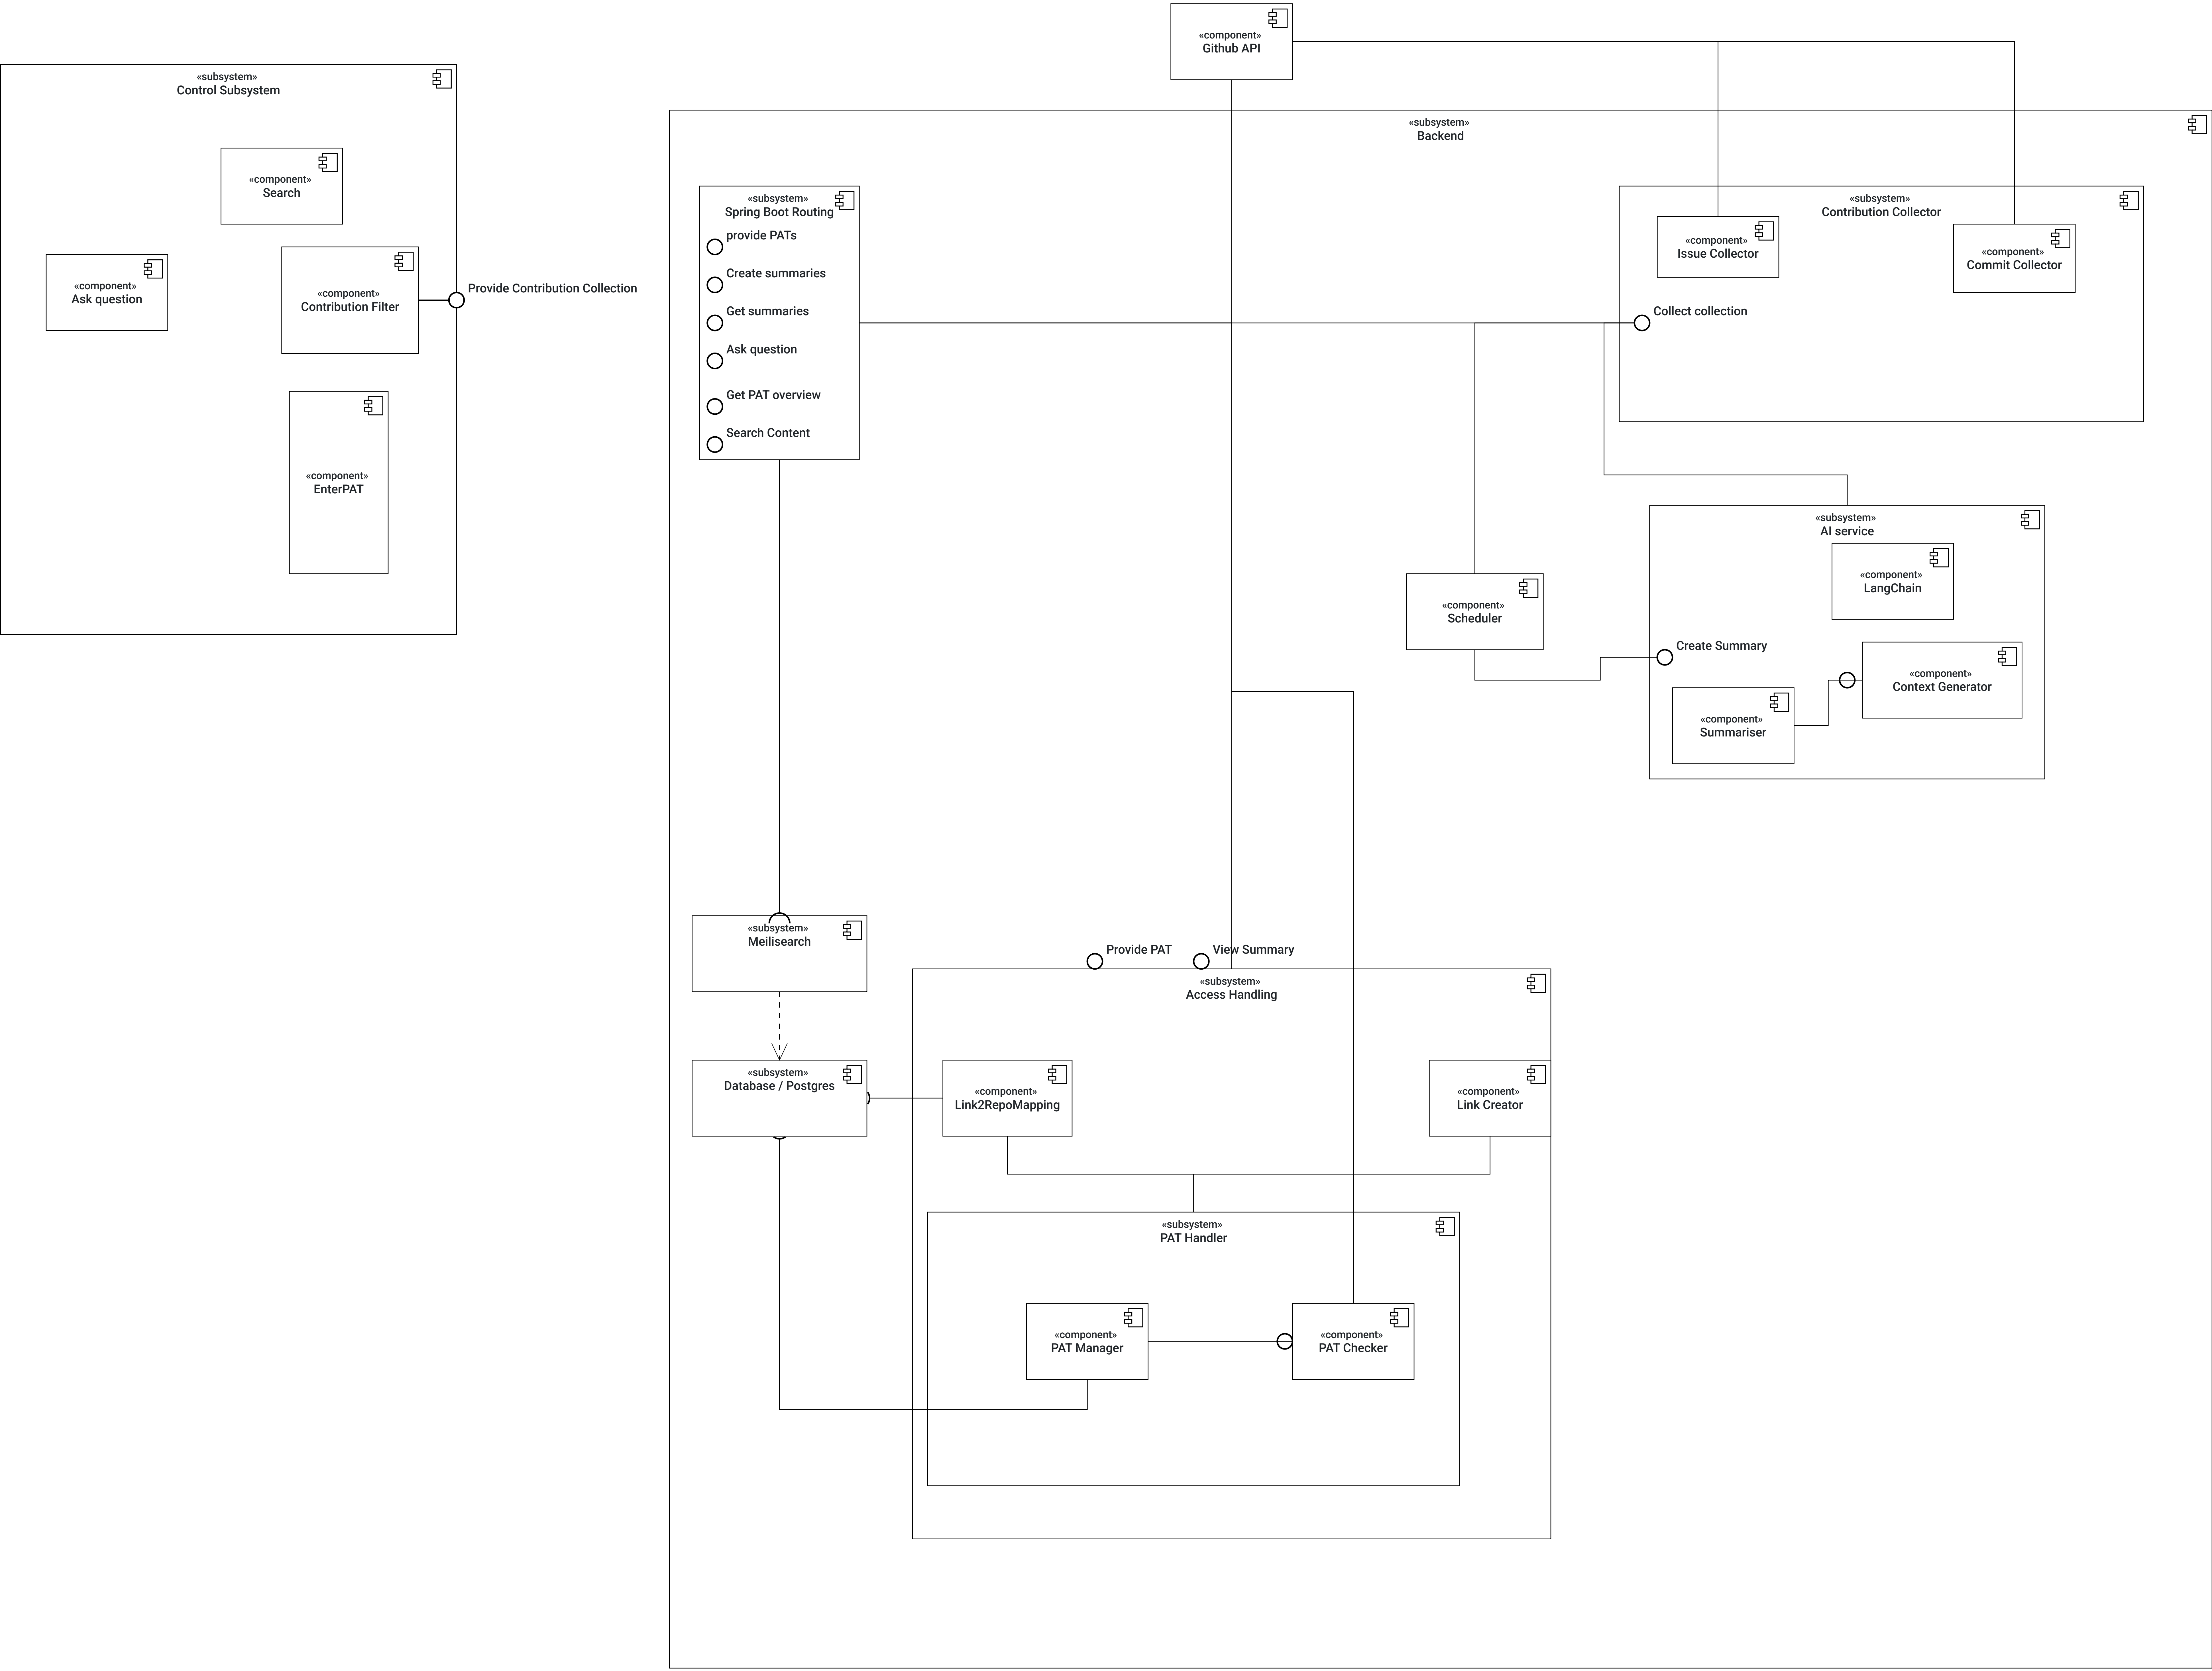 «component»
Github API
«subsystem»
Control Subsystem
«component»
Search
«component»
Ask question
«component»
Contribution Filter
Provide Contribution Collection
«component»
EnterPAT
«subsystem»
Backend
«subsystem»
Spring Boot Routing
provide PATs
Create summaries
Get summaries
Ask question
Get PAT overview
Search Content
«subsystem»
Contribution Collector
«component»
Issue Collector
«component»
Commit Collector
Collect collection
«subsystem»
AI service
«component»
LangChain
«component»
Scheduler
Create Summary
«component»
Context Generator
«component»
Summariser
«subsystem»
Meilisearch
Provide PAT
View Summary
«subsystem»
Access Handling
«subsystem»
Database / Postgres
«component»
Link2RepoMapping
«component»
Link Creator
«subsystem»
PAT Handler
«component»
PAT Manager
«component»
PAT Checker